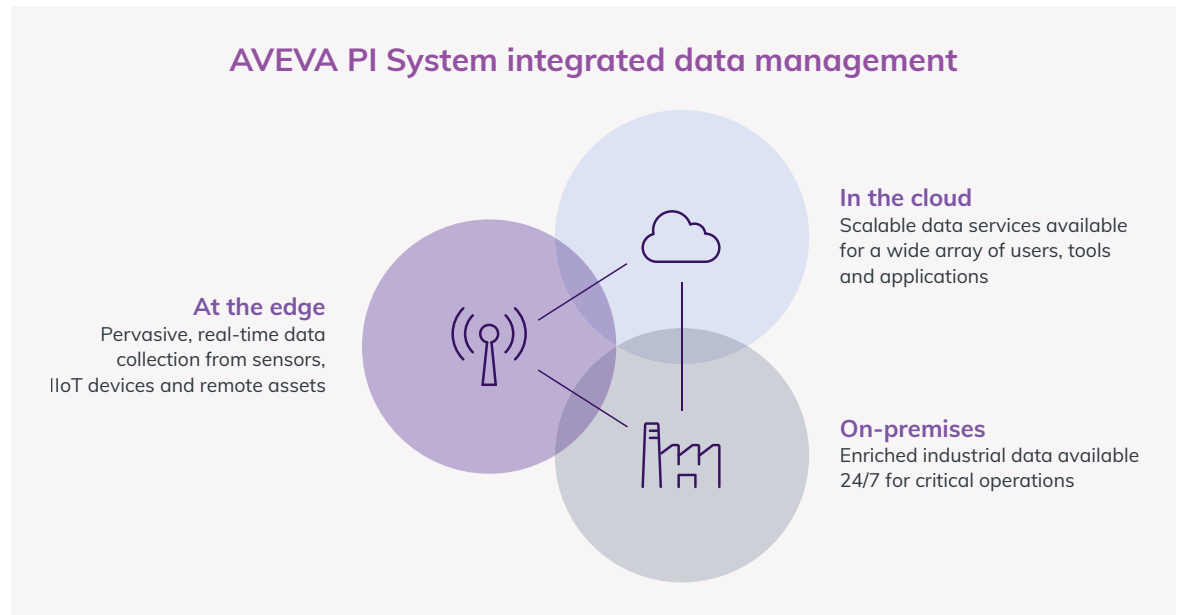 AVEVA PI System integrated data management
In the cloud
Scalable data services available
for a wide array of users, tools
and applications
At the edge
Pervasive, real-time data
collection from sensors,
IIoT devices and remote assets
On-premises
Enriched industrial data available
24/7 for critical operations